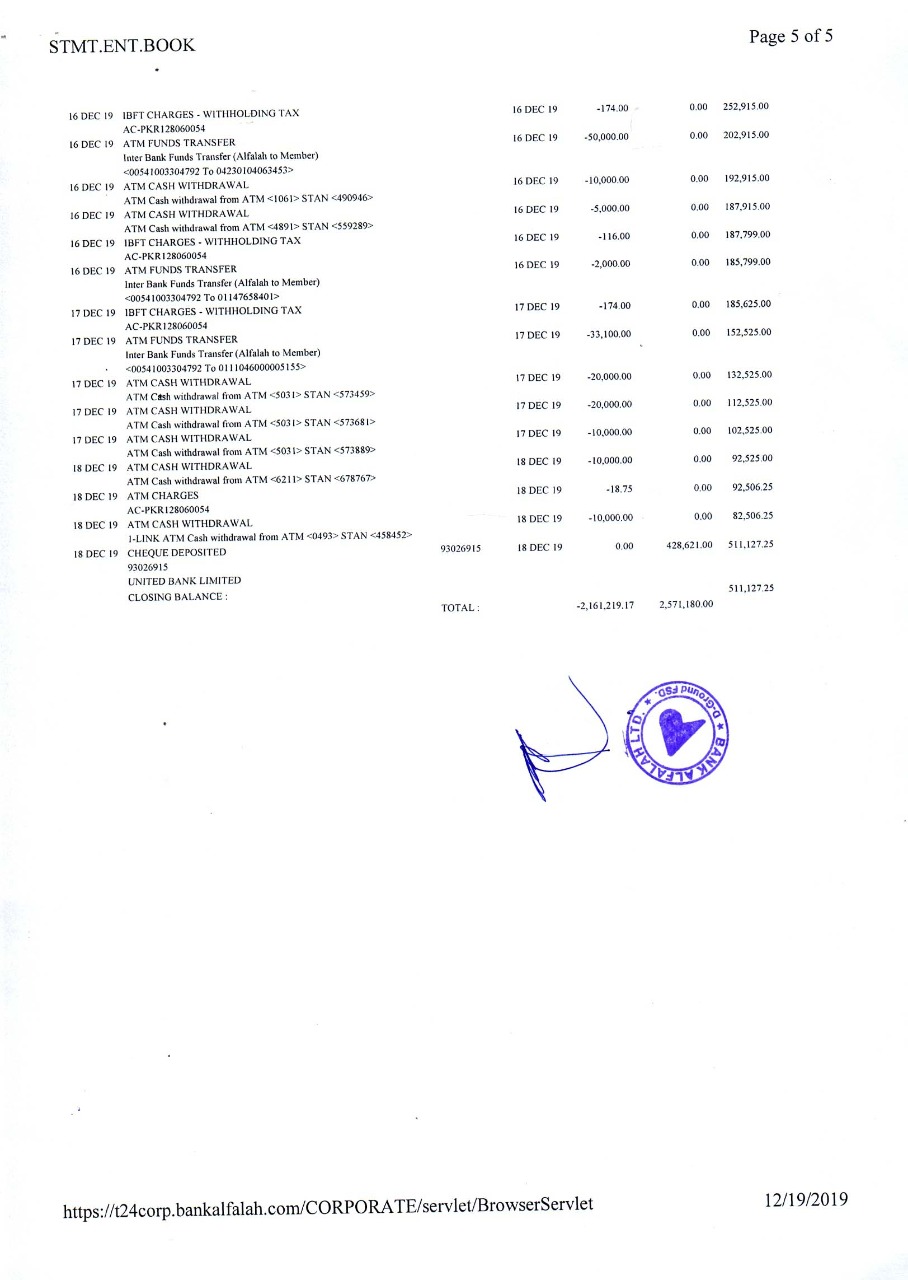 STMT.ENT.BOOK Page 5 of 5
16 DEC 19 IBFT CHARGES - WITHHOLDING TAX 16 DEC 19 -174.00 0.00 252,915.00
AC-PKR128060054
16 DEC 19 ATM FUNDS TRANSFER 16 DEC 19 -50,000.00 0.00 202,915.00
Inter Bank Funds Transfer (Alfalah to Member)
<00541003304792 To 04230104063453>
16 DEC 19 ATM CASH WITHDRAWAL 16 DEC 19 -10,000.00 0.00 192,915.00
ATM Cash withdrawal from ATM <1061> STAN <490946>
16 DEC 19 ATM CASH WITHDRAWAL 16 DEC 19 -5,000.00 0.00 187,915.00
ATM Cash withdrawal from ATM <4891> STAN <559289>
16 DEC 19 IBFT CHARGES - WITHHOLDING TAX 16 DEC 19 -116.00 0.00 187,799.00
AC-PKR128060054
16 DEC 19 ATM FUNDS TRANSFER 16 DEC 19 -2,000.00 0.00 185,799.00
Inter Bank Funds Transfer (Alfalah to Member)
<00541003304792 To 01147658401>
17 DEC 19 IBFT CHARGES - WITHHOLDING TAX 17 DEC 19 -174.00 0.00 185,625.00
AC-PKR128060054
17 DEC 19 ATM FUNDS TRANSFER 17 DEC 19 -33,100.00 0.00 152,525.00
Inter Bank Funds Transfer (Alfalah to Member)
<00541003304792 To 0111046000005155>
17 DEC 19 ATM CASH WITHDRAWAL 17 DEC 19 -20,000.00 0.00 132,525.00
ATM Cash withdrawal from ATM <5031> STAN <573459>
17 DEC 19 ATM CASH WITHDRAWAL 17 DEC 19 -20,000.00 0.00 112,525.00
ATM Cash withdrawal from ATM <5031> STAN <573681>
17 DEC 19 ATM CASH WITHDRAWAL 17 DEC 19 -10,000.00 0.00 102,525.00
ATM Cash withdrawal from ATM <5031> STAN <573889>
18 DEC 19 ATM CASH WITHDRAWAL 18 DEC 19 -10,000.00 0.00 92,525.00
ATM Cash withdrawal from ATM <6211> STAN <678767>
18 DEC 19 ATM CHARGES 18 DEC 19 -18.75 0.00 92,506.25
AC-PKR128060054
18 DEC 19 ATM CASH WITHDRAWAL 18 DEC 19 -10,000.00 0.00 82,506.25
1-LINK ATM Cash withdrawal from ATM <0493> STAN <458452>
18 DEC 19 CHEQUE DEPOSITED 93026915 18 DEC 19 0.00 428,621.00 511,127.25
93026915
UNITED BANK LIMITED
CLOSING BALANCE : 511,127.25
TOTAL : -2,161,219.17 2,571,180.00
BANK ALFALAH LTD.
D-Ground FSD.
https://t24corp.bankalfalah.com/CORPORATE/servlet/BrowserServlet 12/19/2019